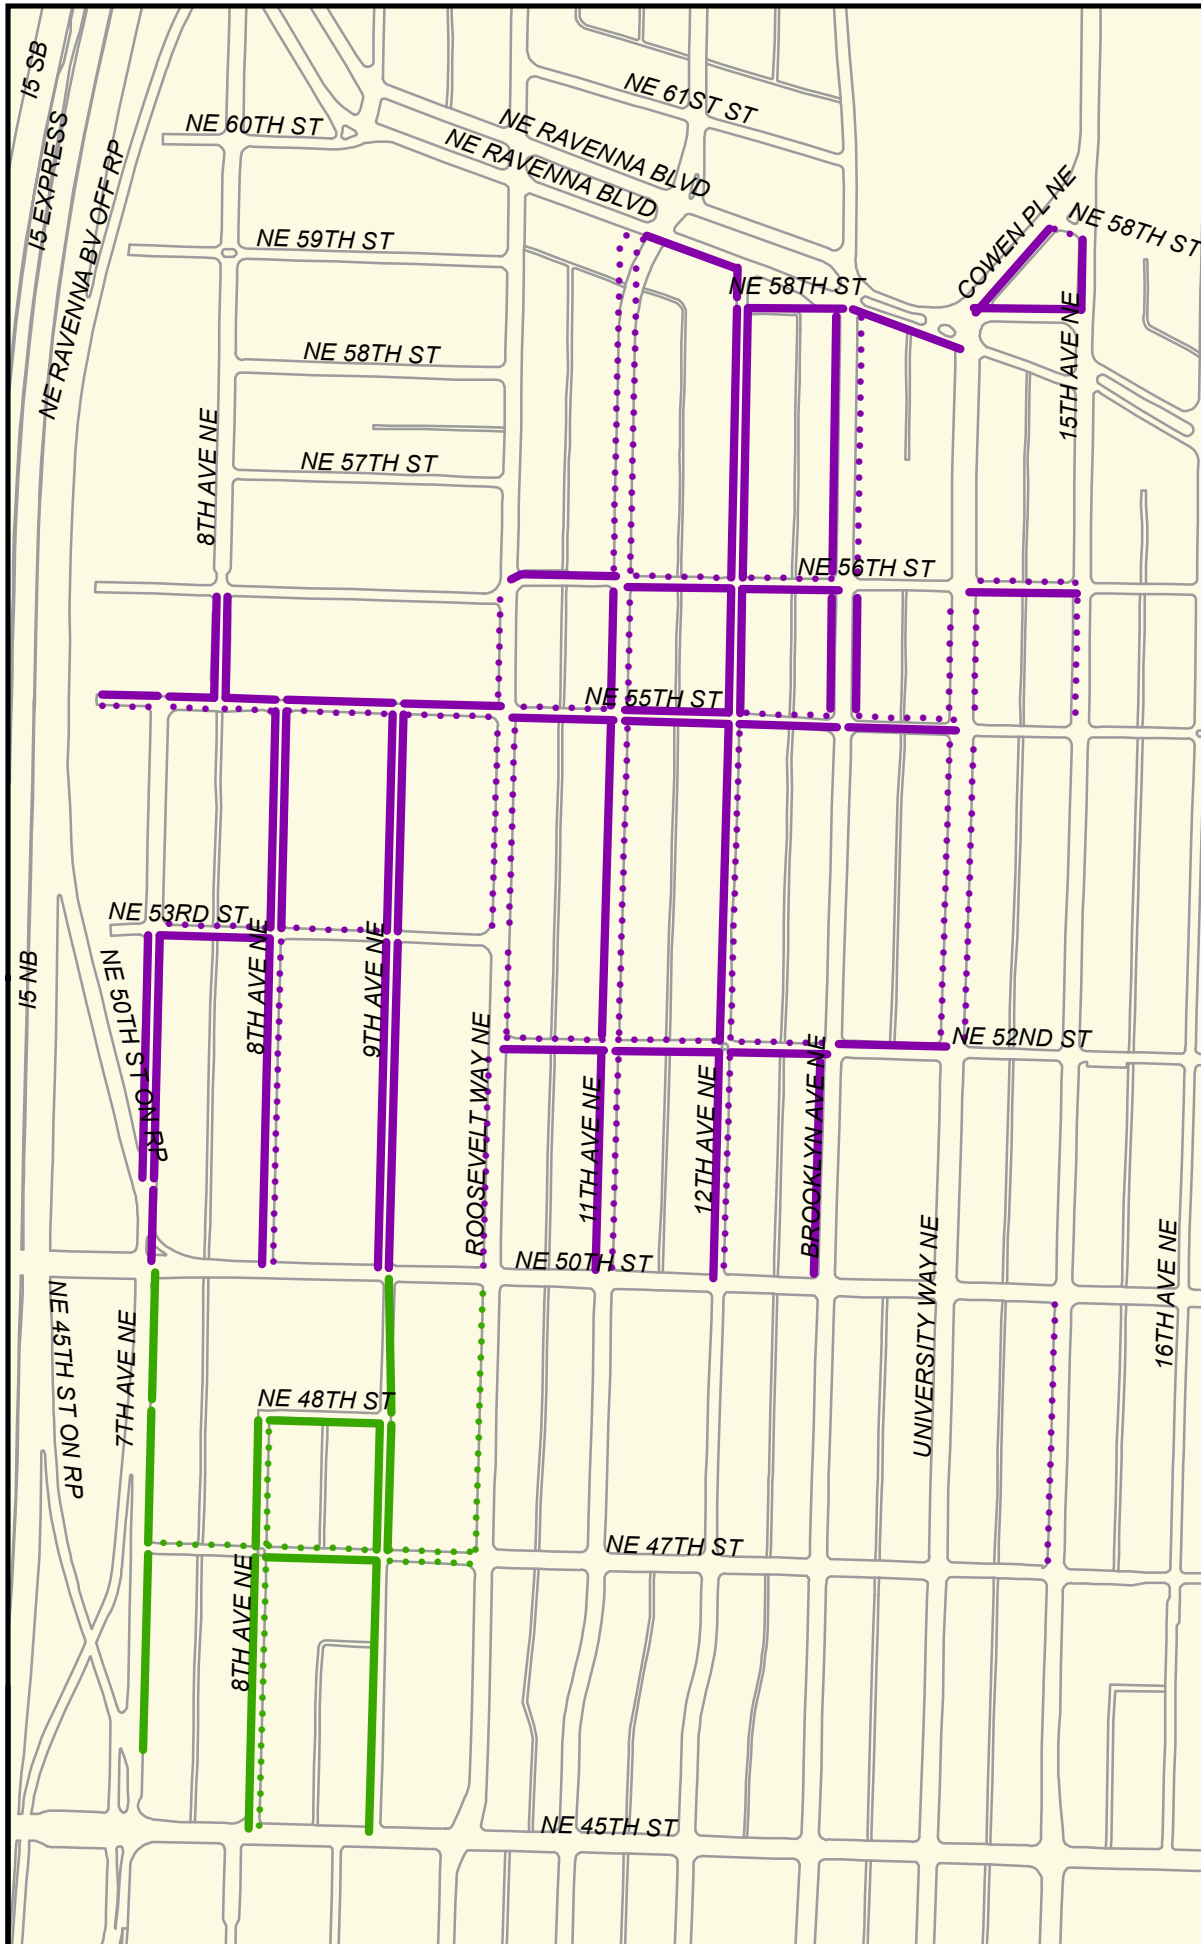 I5 SB
I5 EXPRESS
NE RAVENNA BV OFF RP
NE 60TH ST
NE 61ST ST
NE RAVENNA BLVD
NE RAVENNA BLVD
COWEN PL NE
NE 58TH ST
NE 59TH ST
NE 58TH ST
NE 58TH ST
15TH AVE NE
8TH AVE NE
NE 57TH ST
NE 56TH ST
NE 55TH ST
NE 53RD ST
I5 NB
NE 50TH ST ON RP
8TH AVE NE
9TH AVE NE
ROOSEVELT WAY NE
11TH AVE NE
12TH AVE NE
BROOKLYN AVE NE
NE 52ND ST
NE 50TH ST
UNIVERSITY WAY NE
16TH AVE NE
NE 45TH ST ON RP
7TH AVE NE
NE 48TH ST
NE 47TH ST
8TH AVE NE
NE 45TH ST